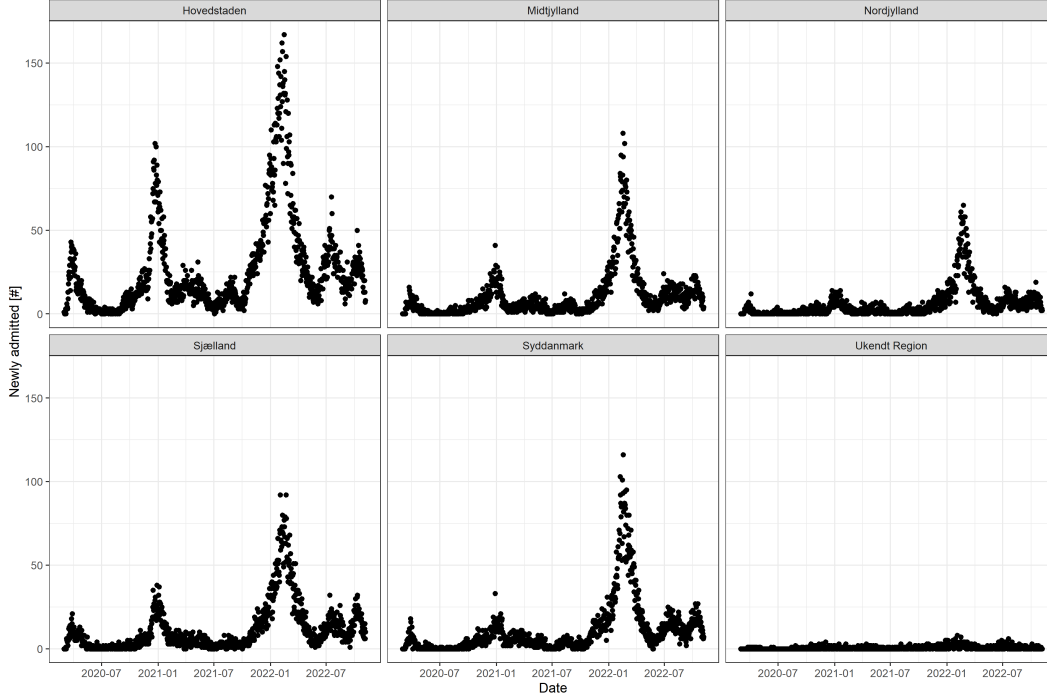 Hovedstaden
Midtjylland
Nordjylland
150
100
50
0
Newly admitted [#]
Sjælland
Syddanmark
Ukendt Region
150
100
50
0
2020-07 2021-01 2021-07 2022-01 2022-07
2020-07 2021-01 2021-07 2022-01 2022-07
2020-07 2021-01 2021-07 2022-01 2022-07
Date